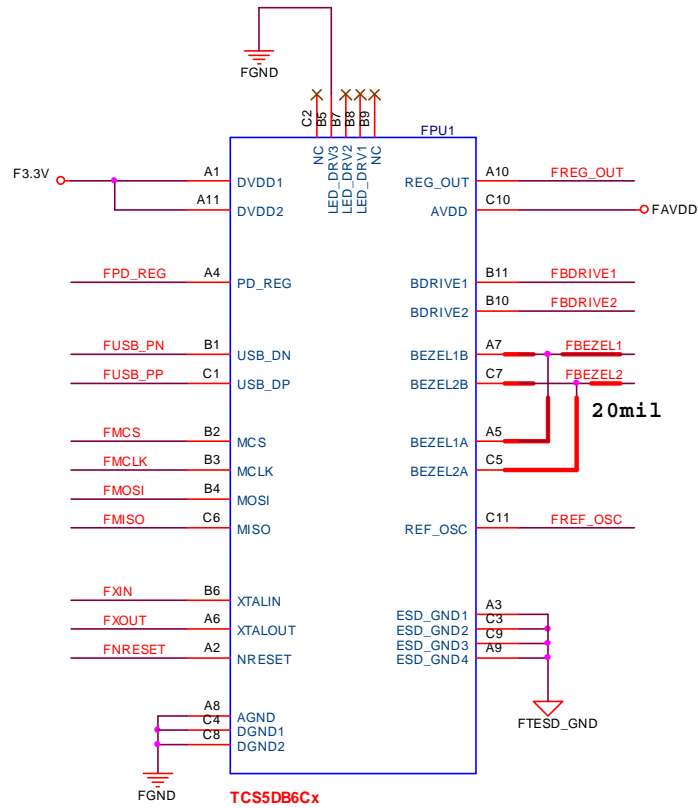 FGND
C2
B5
B7
B8
B9
FPU1
NC
LED_DRV3
LED_DRV2
LED_DRV1
NC
F3.3V
A1
DVDD1
REG_OUT
A10
FREG_OUT
A11
DVDD2
AVDD
C10
FAVDD
FPD_REG
A4
PD_REG
BDRIVE1
B11
FBDRIVE1
BDRIVE2
B10
FBDRIVE2
FUSB_PN
B1
USB_DN
BEZEL1B
A7
FBEZEL1
FUSB_PP
C1
USB_DP
BEZEL2B
C7
FBEZEL2
20mil
FMCS
B2
MCS
BEZEL1A
A5
FMCLK
B3
MCLK
BEZEL2A
C5
FMOSI
B4
MOSI
FMISO
C6
MISO
REF_OSC
C11
FREF_OSC
FXIN
B6
XTALIN
ESD_GND1
A3
FXOUT
A6
XTALOUT
ESD_GND2
C3
FNRESET
A2
NRESET
ESD_GND3
C9
ESD_GND4
A9
A8
AGND
C4
DGND1
C8
DGND2
FTESD_GND
FGND
TCS5DB6Cx